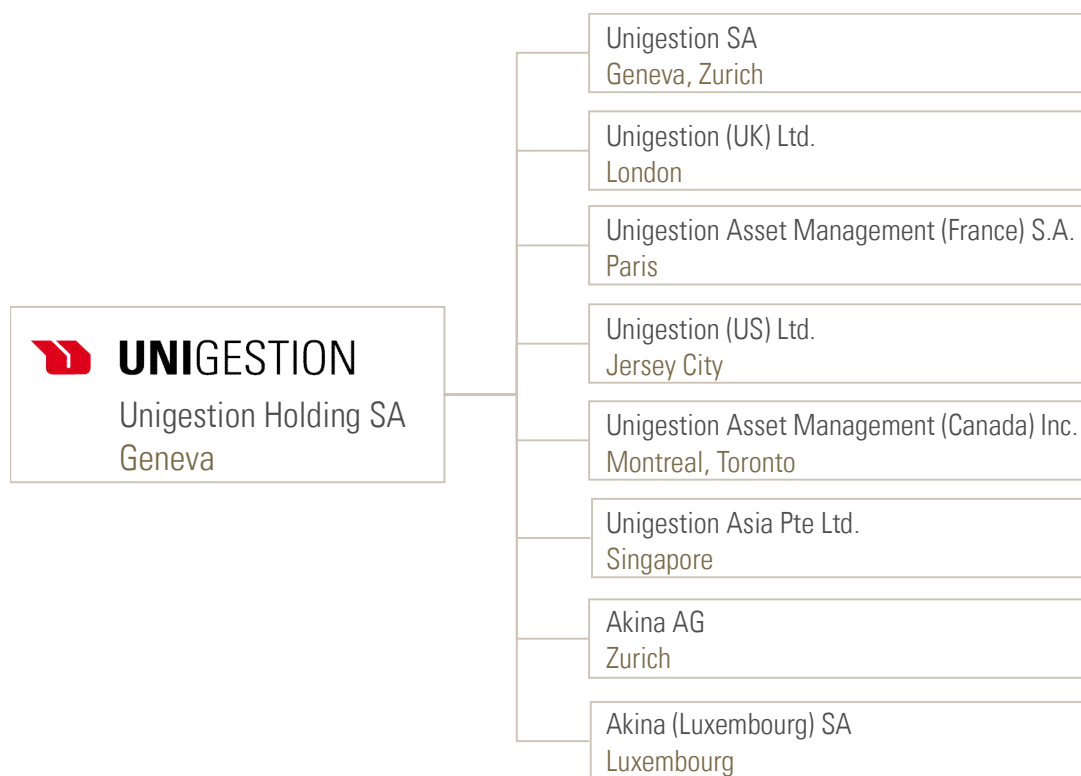 UNIGESTION
Unigestion Holding SA
Geneva
Unigestion SA
Geneva, Zurich
Unigestion (UK) Ltd.
London
Unigestion Asset Management (France) S.A.
Paris
Unigestion (US) Ltd.
Jersey City
Unigestion Asset Management (Canada) Inc.
Montreal, Toronto
Unigestion Asia Pte Ltd.
Singapore
Akina AG
Zurich
Akina (Luxembourg) SA
Luxembourg